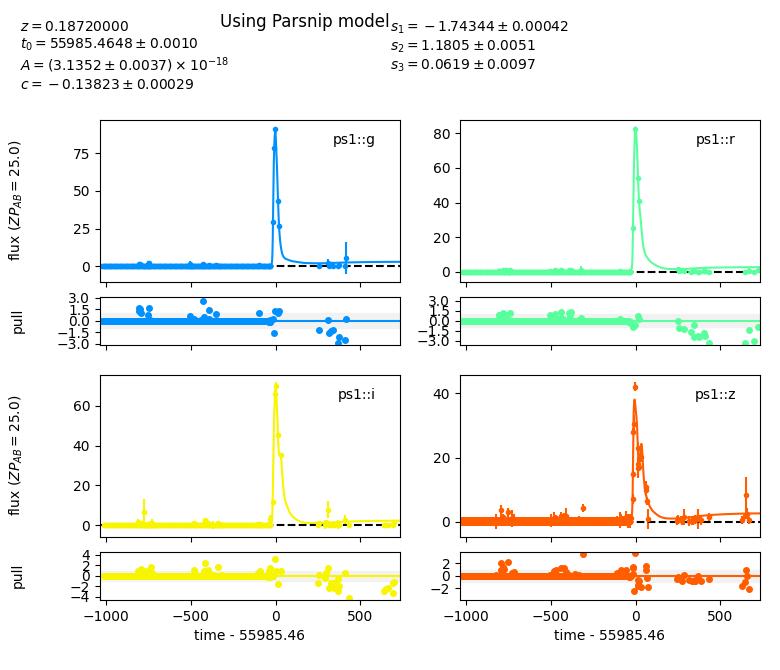 Using Parsnip model
z = 0.18720000
t₀ = 55985.4648 ± 0.0010
A = (3.1352 ± 0.0037) × 10⁻¹⁸
c = −0.13823 ± 0.00029
s₁ = −1.74344 ± 0.00042
s₂ = 1.1805 ± 0.0051
s₃ = 0.0619 ± 0.0097
flux (ZP_AB = 25.0)
75
50
25
0
ps1::g
80
60
40
20
0
ps1::r
pull
3.0
1.5
0.0
−1.5
−3.0
3.0
1.5
0.0
−1.5
−3.0
flux (ZP_AB = 25.0)
60
40
20
0
ps1::i
40
20
0
ps1::z
pull
4
2
0
−2
−4
2
0
−2
−1000 −500 0 500
−1000 −500 0 500
time - 55985.46
time - 55985.46